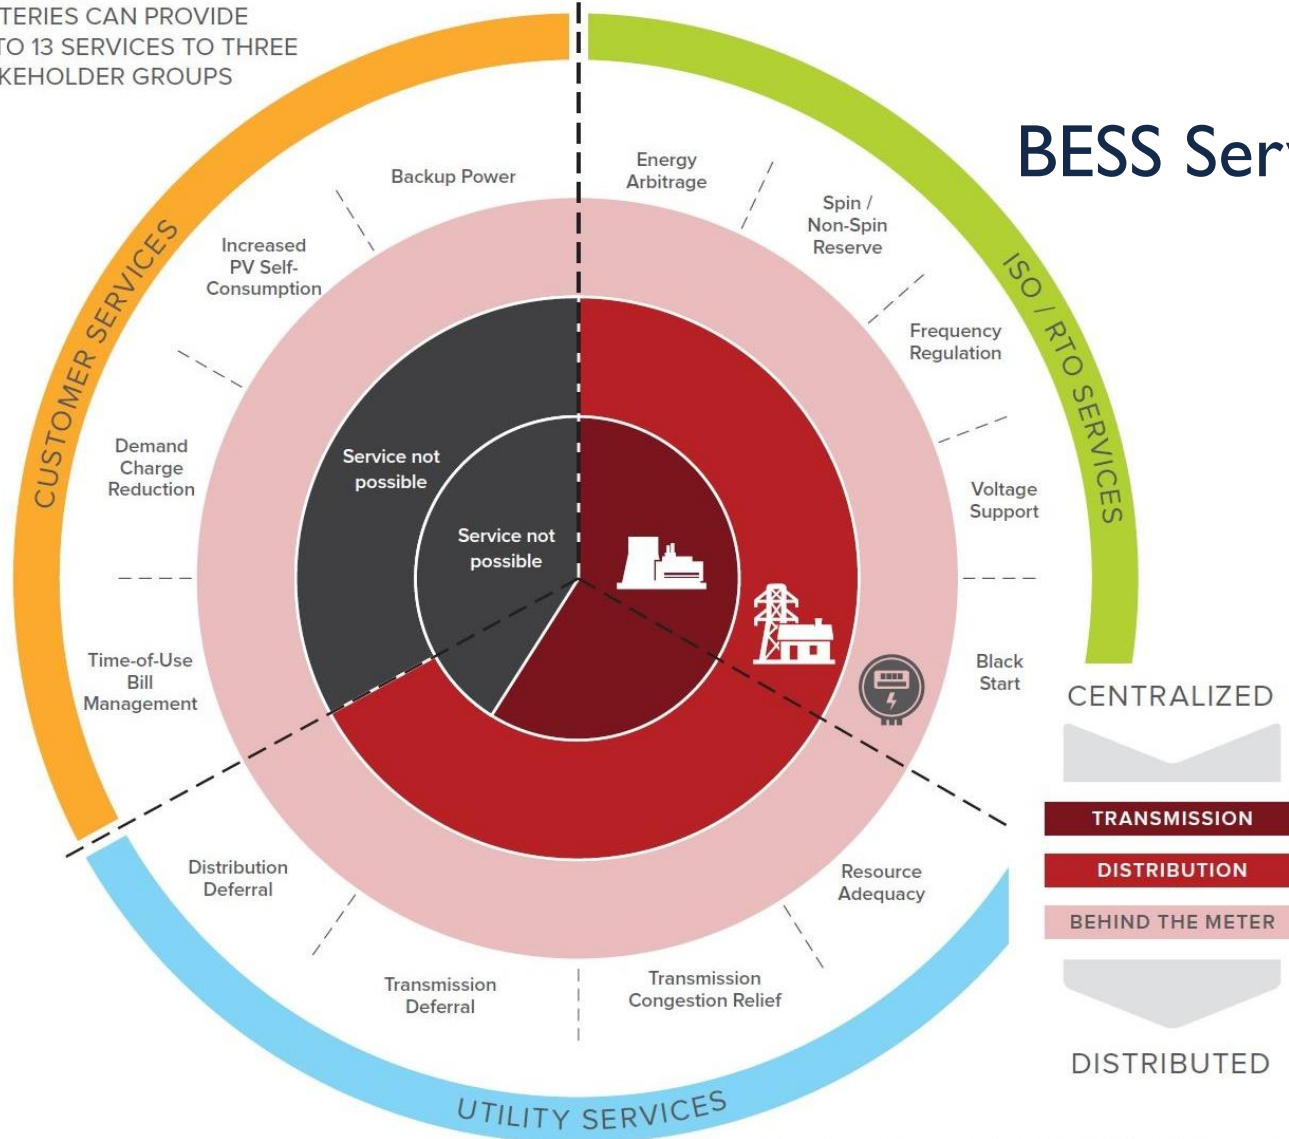 TERIES CAN PROVIDE
TO 13 SERVICES TO THREE
KEHOLDER GROUPS
BESS Ser
CUSTOMER SERVICES
ISO / RTO SERVICES
UTILITY SERVICES
Backup Power
Increased
PV Self-
Consumption
Demand
Charge
Reduction
Time-of-Use
Bill
Management
Energy
Arbitrage
Spin /
Non-Spin
Reserve
Frequency
Regulation
Voltage
Support
Black
Start
Service not
possible
Service not
possible
Distribution
Deferral
Transmission
Deferral
Transmission
Congestion Relief
Resource
Adequacy
CENTRALIZED
TRANSMISSION
DISTRIBUTION
BEHIND THE METER
DISTRIBUTED